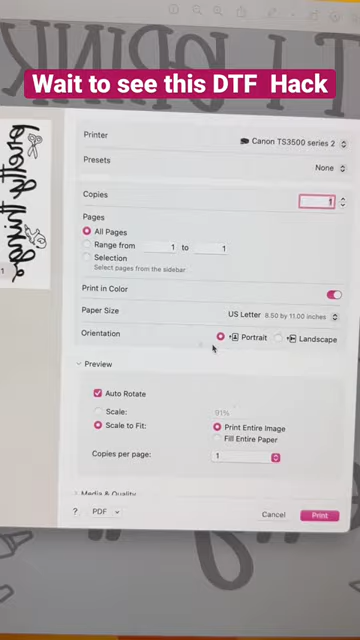 I DRINK
Wait to see this DTF Hack
Printer
Canon TS3500 series 2
Presets
None
Copies
1
Pages
All Pages
Range from 1 to 1
Selection
Select pages from the sidebar
Print in Color
Paper Size
US Letter 8.50 by 11.00 inches
Orientation
Portrait
Landscape
Preview
Auto Rotate
Scale: 91%
Scale to Fit:
Print Entire Image
Fill Entire Paper
Copies per page: 1
Media & Quality
? PDF
Cancel
Print
1